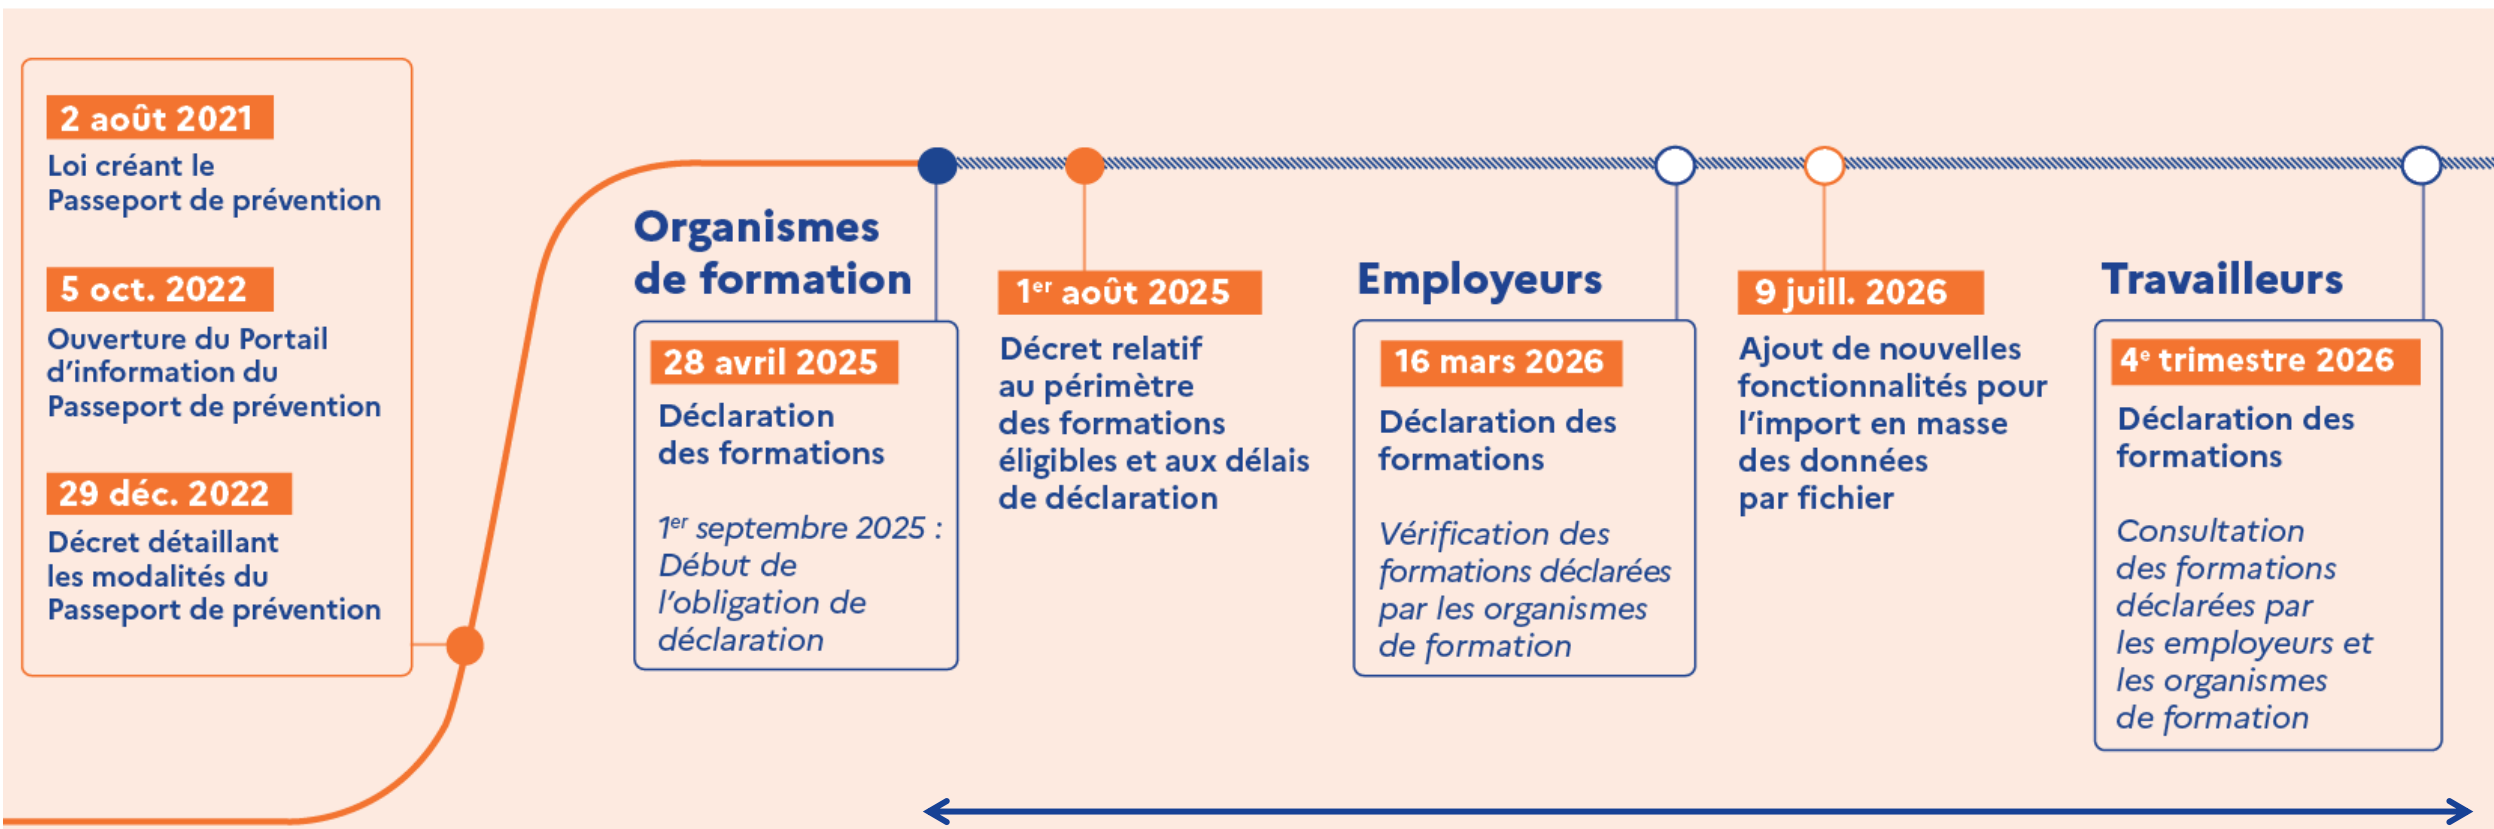 2 août 2021
Loi créant le
Passeport de prévention
5 oct. 2022
Ouverture du Portail
d'information du
Passeport de prévention
29 déc. 2022
Décret détaillant
les modalités du
Passeport de prévention
Organismes
de formation
28 avril 2025
Déclaration
des formations
1er septembre 2025 :
Début de
l'obligation de
déclaration
1er août 2025
Décret relatif
au périmètre
des formations
éligibles et aux délais
de déclaration
Employeurs
16 mars 2026
Déclaration des
formations
Vérification des
formations déclarées
par les organismes
de formation
9 juill. 2026
Ajout de nouvelles
fonctionnalités pour
l'import en masse
des données
par fichier
Travailleurs
4e trimestre 2026
Déclaration des
formations
Consultation
des formations
déclarées par
les employeurs et
les organismes
de formation